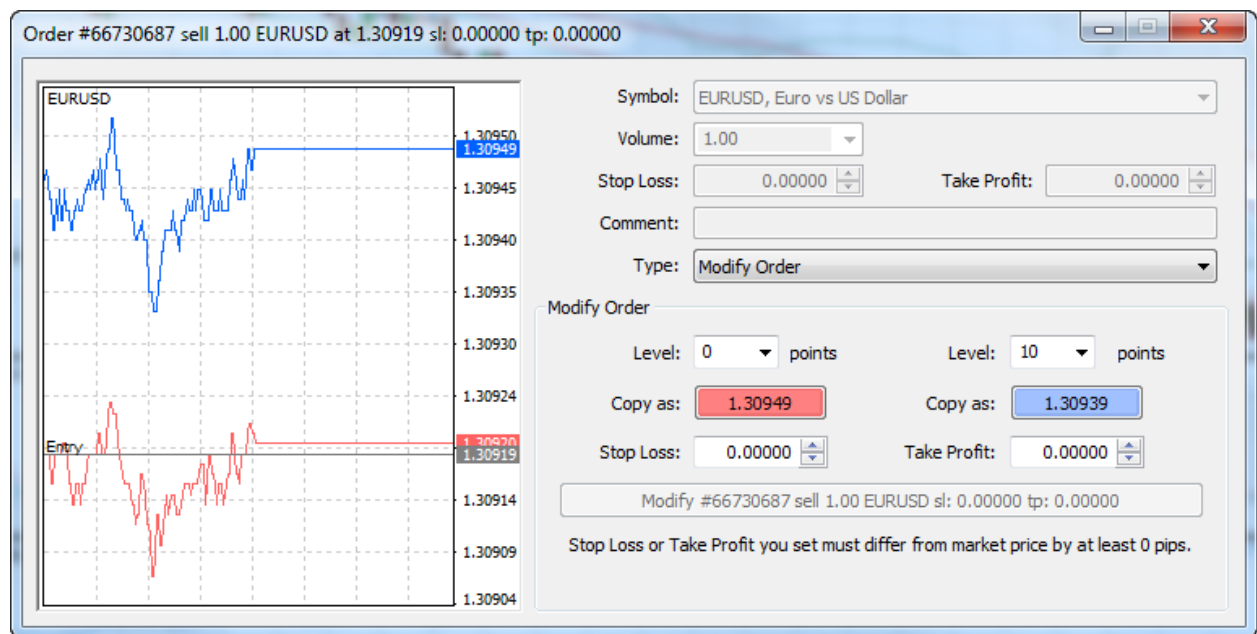 Order #66730687 sell 1.00 EURUSD at 1.30919 sl: 0.00000 tp: 0.00000
EURUSD
1.30950
1.30949
1.30945
1.30940
1.30935
1.30930
1.30924
1.30920
Entry
1.30919
1.30914
1.30909
1.30904
Symbol: EURUSD, Euro vs US Dollar
Volume: 1.00
Stop Loss: 0.00000 Take Profit: 0.00000
Comment:
Type: Modify Order
Modify Order
Level: 0 points Level: 10 points
Copy as: 1.30949 Copy as: 1.30939
Stop Loss: 0.00000 Take Profit: 0.00000
Modify #66730687 sell 1.00 EURUSD sl: 0.00000 tp: 0.00000
Stop Loss or Take Profit you set must differ from market price by at least 0 pips.